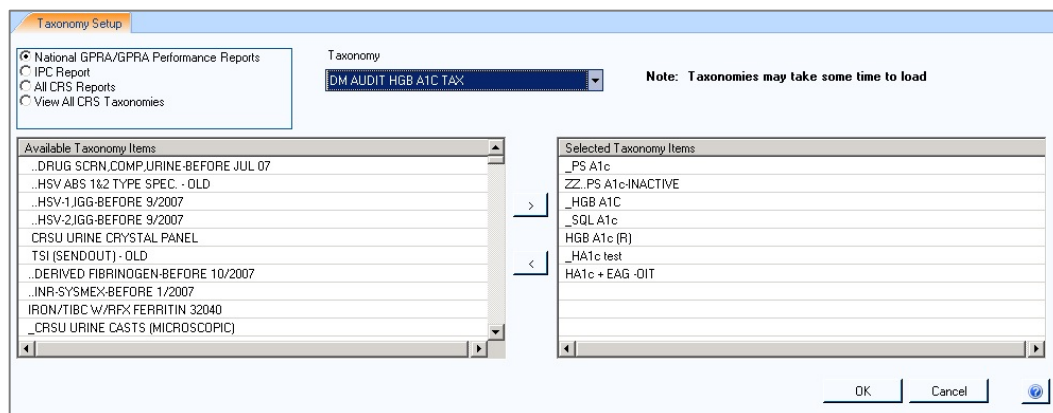 Taxonomy Setup
National GPRA/GPRA Performance Reports
IPC Report
All CRS Reports
View All CRS Taxonomies
Taxonomy
DM AUDIT HGB A1C TAX
Note: Taxonomies may take some time to load
Available Taxonomy Items
..DRUG SCRN,COMP,URINE-BEFORE JUL 07
..HSV ABS 1&2 TYPE SPEC. - OLD
..HSV-1,IGG-BEFORE 9/2007
..HSV-2,IGG-BEFORE 9/2007
CRSU URINE CRYSTAL PANEL
TSI (SENDOUT) - OLD
..DERIVED FIBRINOGEN-BEFORE 10/2007
..INR-SYSMEX-BEFORE 1/2007
IRON/TIBC W/RFX FERRITIN 32040
_CRSU URINE CASTS (MICROSCOPIC)
>
<
Selected Taxonomy Items
_PS A1c
ZZ..PS A1c-INACTIVE
_HGB A1C
_SQL A1c
HGB A1c (R)
_HA1c test
HA1c + EAG -OIT
OK
Cancel
?